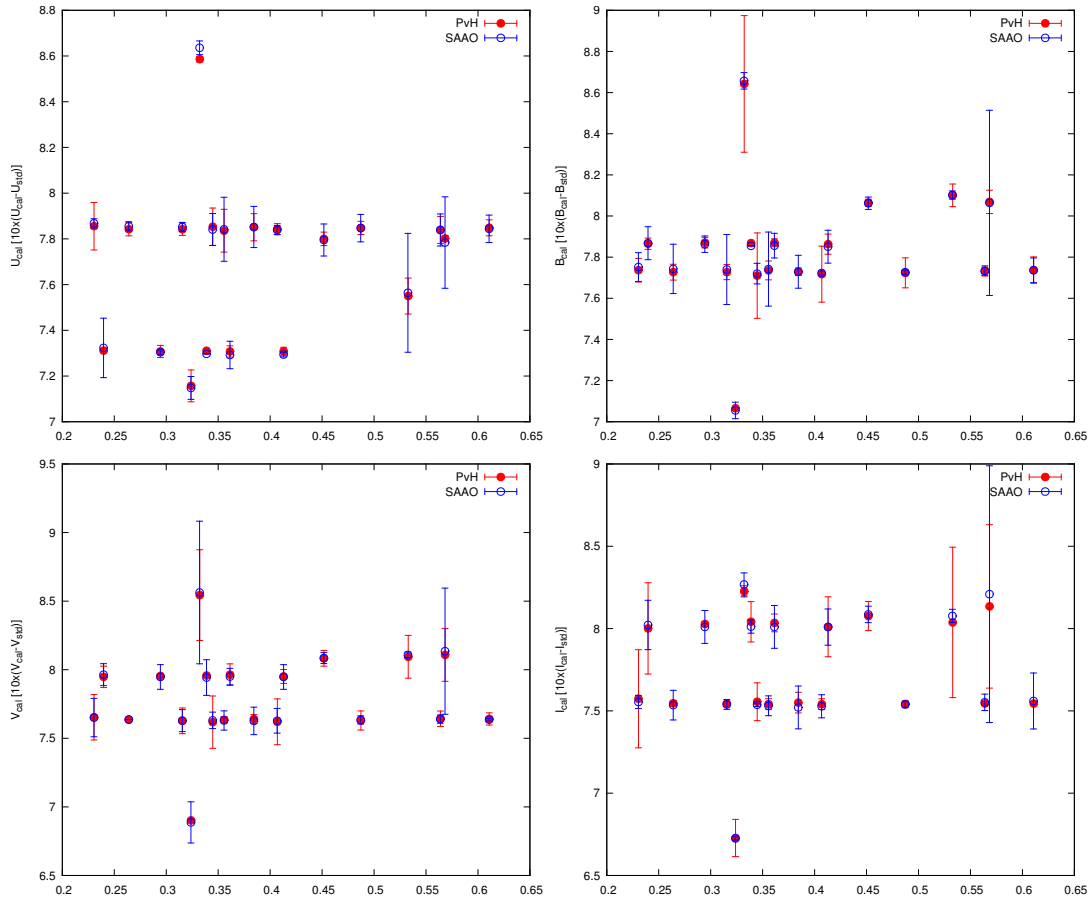 8.8
8.6
8.4
8.2
8
7.8
7.6
7.4
7.2
7
0.2 0.25 0.3 0.35 0.4 0.45 0.5 0.55 0.6 0.65
U_cal [10x(U_cal-U_std)]
PvH
SAAO
9
8.8
8.6
8.4
8.2
8
7.8
7.6
7.4
7.2
7
0.2 0.25 0.3 0.35 0.4 0.45 0.5 0.55 0.6 0.65
B_cal [10x(B_cal-B_std)]
PvH
SAAO
9.5
9
8.5
8
7.5
7
6.5
0.2 0.25 0.3 0.35 0.4 0.45 0.5 0.55 0.6 0.65
V_cal [10x(V_cal-V_std)]
PvH
SAAO
9
8.5
8
7.5
7
6.5
0.2 0.25 0.3 0.35 0.4 0.45 0.5 0.55 0.6 0.65
I_cal [10x(I_cal-I_std)]
PvH
SAAO